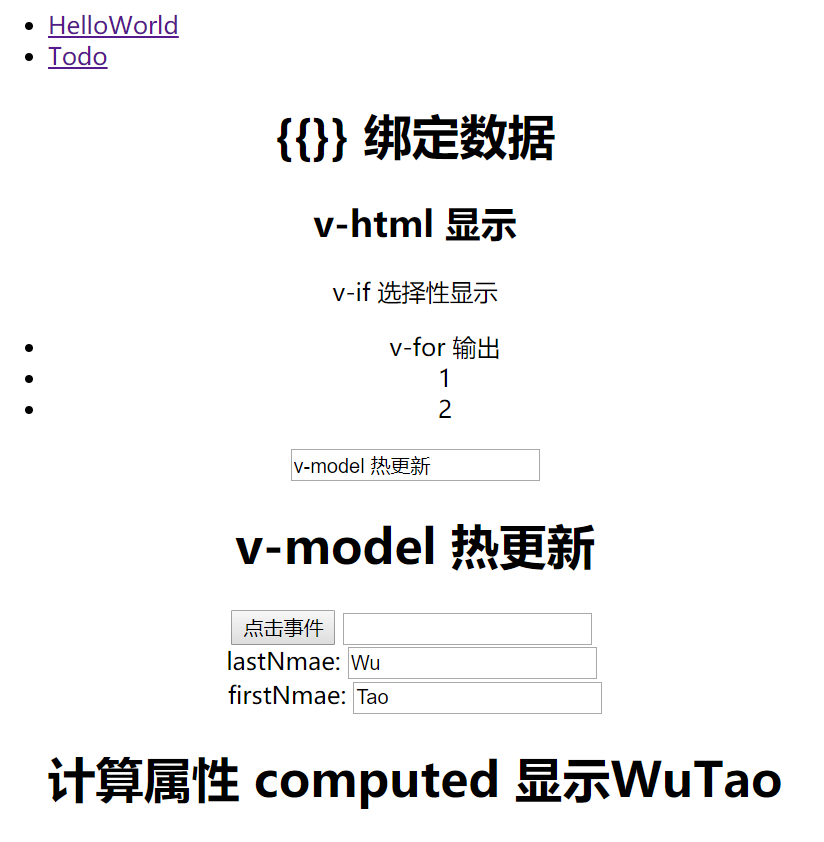 HelloWorld
Todo
{{}} 绑定数据
v-html 显示
v-if 选择性显示
v-for 输出
1
2
v-model 热更新
v-model 热更新
点击事件
lastNmae: Wu
firstNmae: Tao
计算属性 computed 显示WuTao